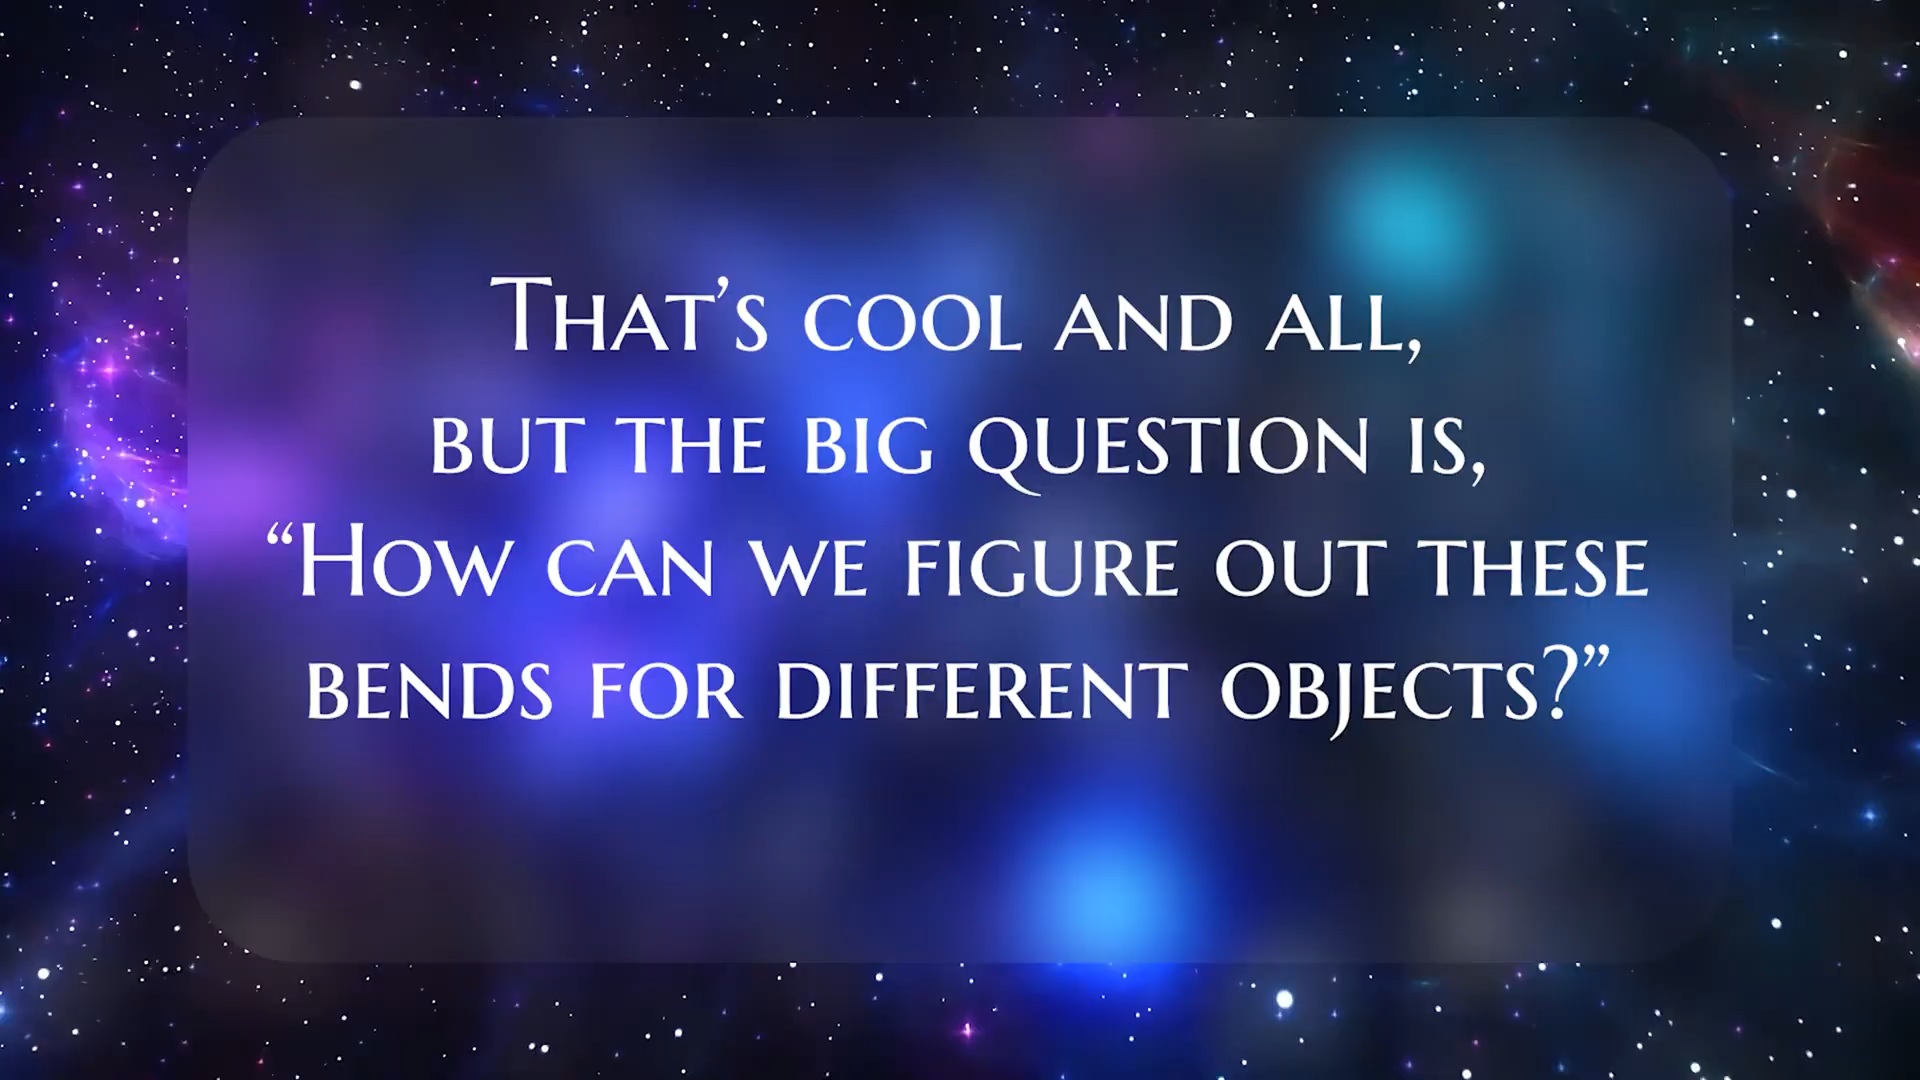 That's cool and all,
but the big question is,
“How can we figure out these
bends for different objects?”